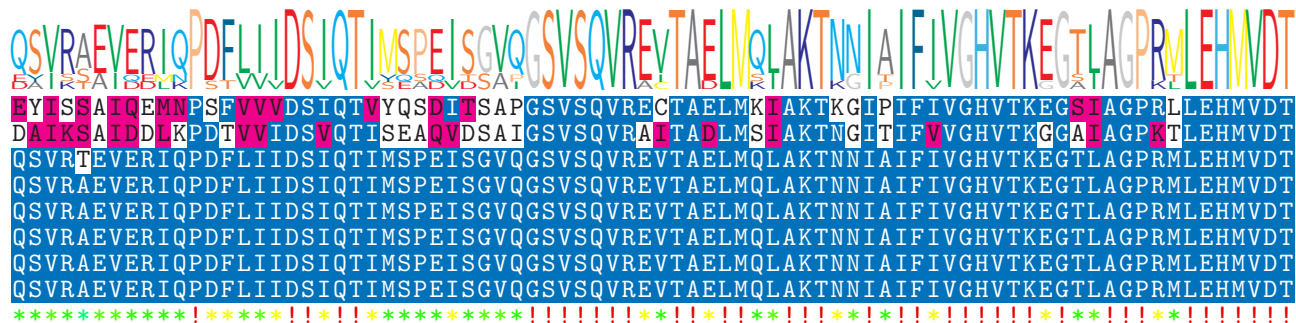 QSVRAEVERIQPDFLIIDSIQTIMSPEISGVQGSVSQVREVTAELMQLAKTNNIAIFIVGHVTKEGTLAGPRMLEHMVDT
EYISSAIQEMNPSFVVVDSIQTVYQSDITSAPGSVSQVRECTAELMKIAKTKGIPIFIVGHVTKEGSIAGPRLLEHMVDT
DAIKSAIDDLKPDTVVIDSVQTISEAQVDSAIGSVSQVRAITADLMSIAKTNGITIFVVGHVTKGGAIAGPKTLEHMVDT
QSVRTEVERIQPDFLIIDSIQTIMSPEISGVQGSVSQVREVTAELMQLAKTNNIAIFIVGHVTKEGTLAGPRMLEHMVDT
QSVRAEVERIQPDFLIIDSIQTIMSPEISGVQGSVSQVREVTAELMQLAKTNNIAIFIVGHVTKEGTLAGPRMLEHMVDT
QSVRAEVERIQPDFLIIDSIQTIMSPEISGVQGSVSQVREVTAELMQLAKTNNIAIFIVGHVTKEGTLAGPRMLEHMVDT
QSVRAEVERIQPDFLIIDSIQTIMSPEISGVQGSVSQVREVTAELMQLAKTNNIAIFIVGHVTKEGTLAGPRMLEHMVDT
QSVRAEVERIQPDFLIIDSIQTIMSPEISGVQGSVSQVREVTAELMQLAKTNNIAIFIVGHVTKEGTLAGPRMLEHMVDT
QSVRAEVERIQPDFLIIDSIQTIMSPEISGVQGSVSQVREVTAELMQLAKTNNIAIFIVGHVTKEGTLAGPRMLEHMVDT
***********!*****!!*!!**********!!!!!!!**!!*!!**!!!**!*!!*!!!!!!*!**!!!**!!!!!!!